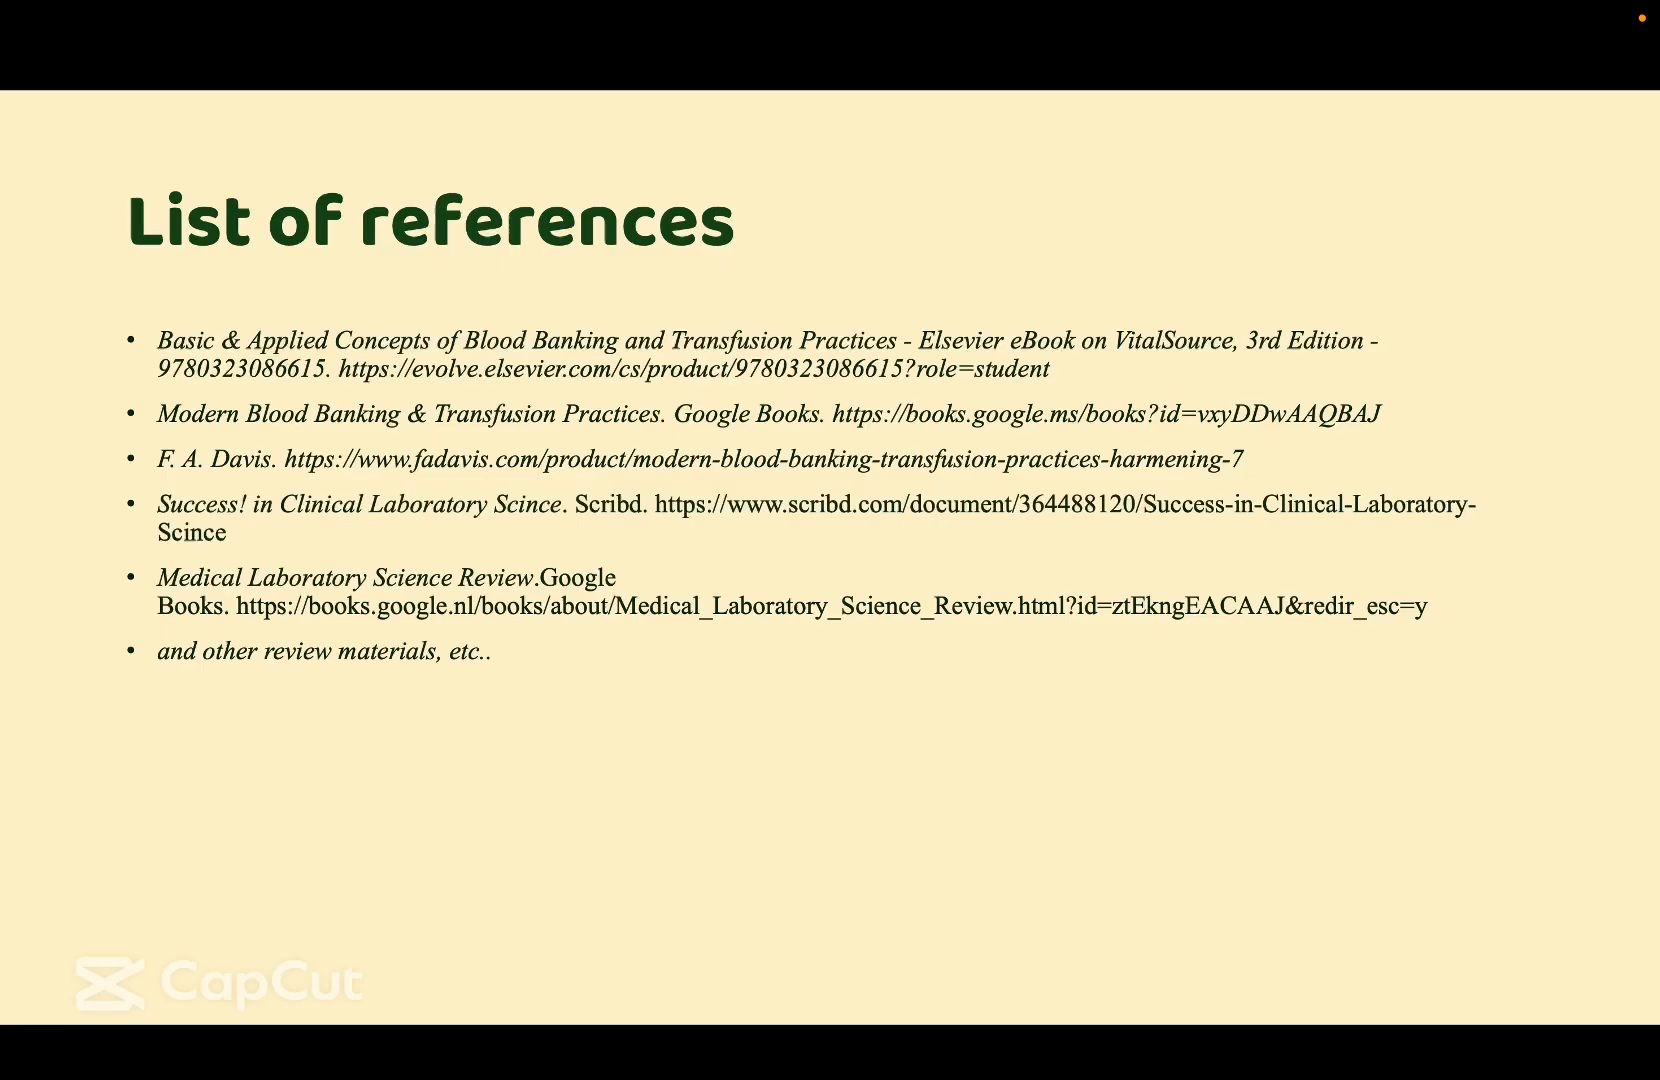 List of references
• Basic & Applied Concepts of Blood Banking and Transfusion Practices - Elsevier eBook on VitalSource, 3rd Edition -
9780323086615. https://evolve.elsevier.com/cs/product/9780323086615?role=student
• Modern Blood Banking & Transfusion Practices. Google Books. https://books.google.ms/books?id=vxyDDwAAQBAJ
• F. A. Davis. https://www.fadavis.com/product/modern-blood-banking-transfusion-practices-harmening-7
• Success! in Clinical Laboratory Scince. Scribd. https://www.scribd.com/document/364488120/Success-in-Clinical-Laboratory-
Scince
• Medical Laboratory Science Review.Google
Books. https://books.google.nl/books/about/Medical_Laboratory_Science_Review.html?id=ztEkngEACAAJ&redir_esc=y
• and other review materials, etc..
CapCut